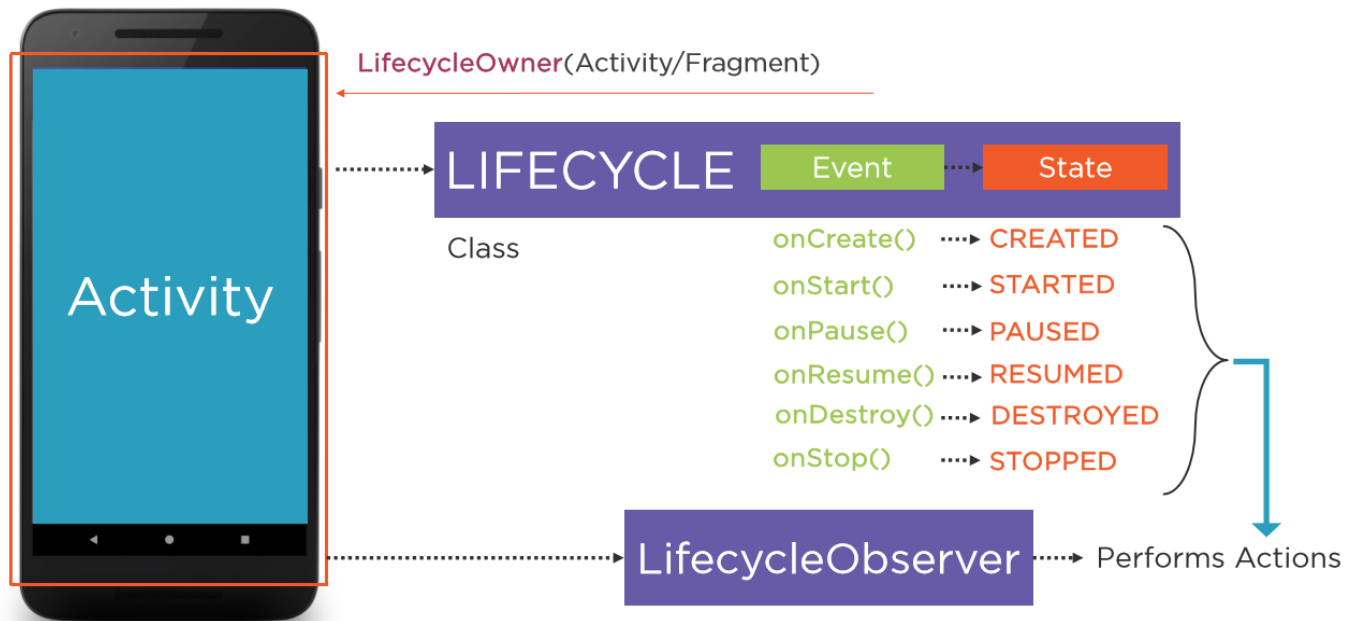 LifecycleOwner(Activity/Fragment)
LIFECYCLE Event State
Class
Activity
onCreate() CREATED
onStart() STARTED
onPause() PAUSED
onResume() RESUMED
onDestroy() DESTROYED
onStop() STOPPED
LifecycleObserver Performs Actions